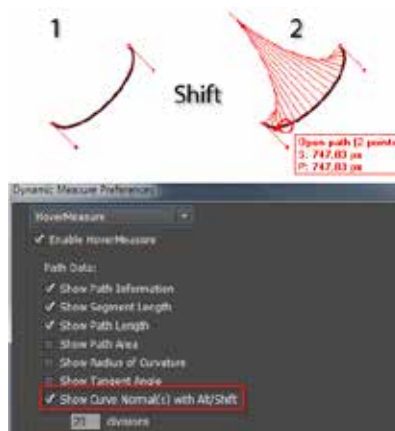 1
2
Shift
Open path (2 points
S: 747,83 px
P: 747,83 px
Dynamic Measure Preferences
HoverMeasure
Enable HoverMeasure
Path Data:
Show Path Information
Show Segment Length
Show Path Length
Show Path Area
Show Radius of Curvature
Show Tangent Angle
Show Curve Normal(s) with Alt/Shift
divisions